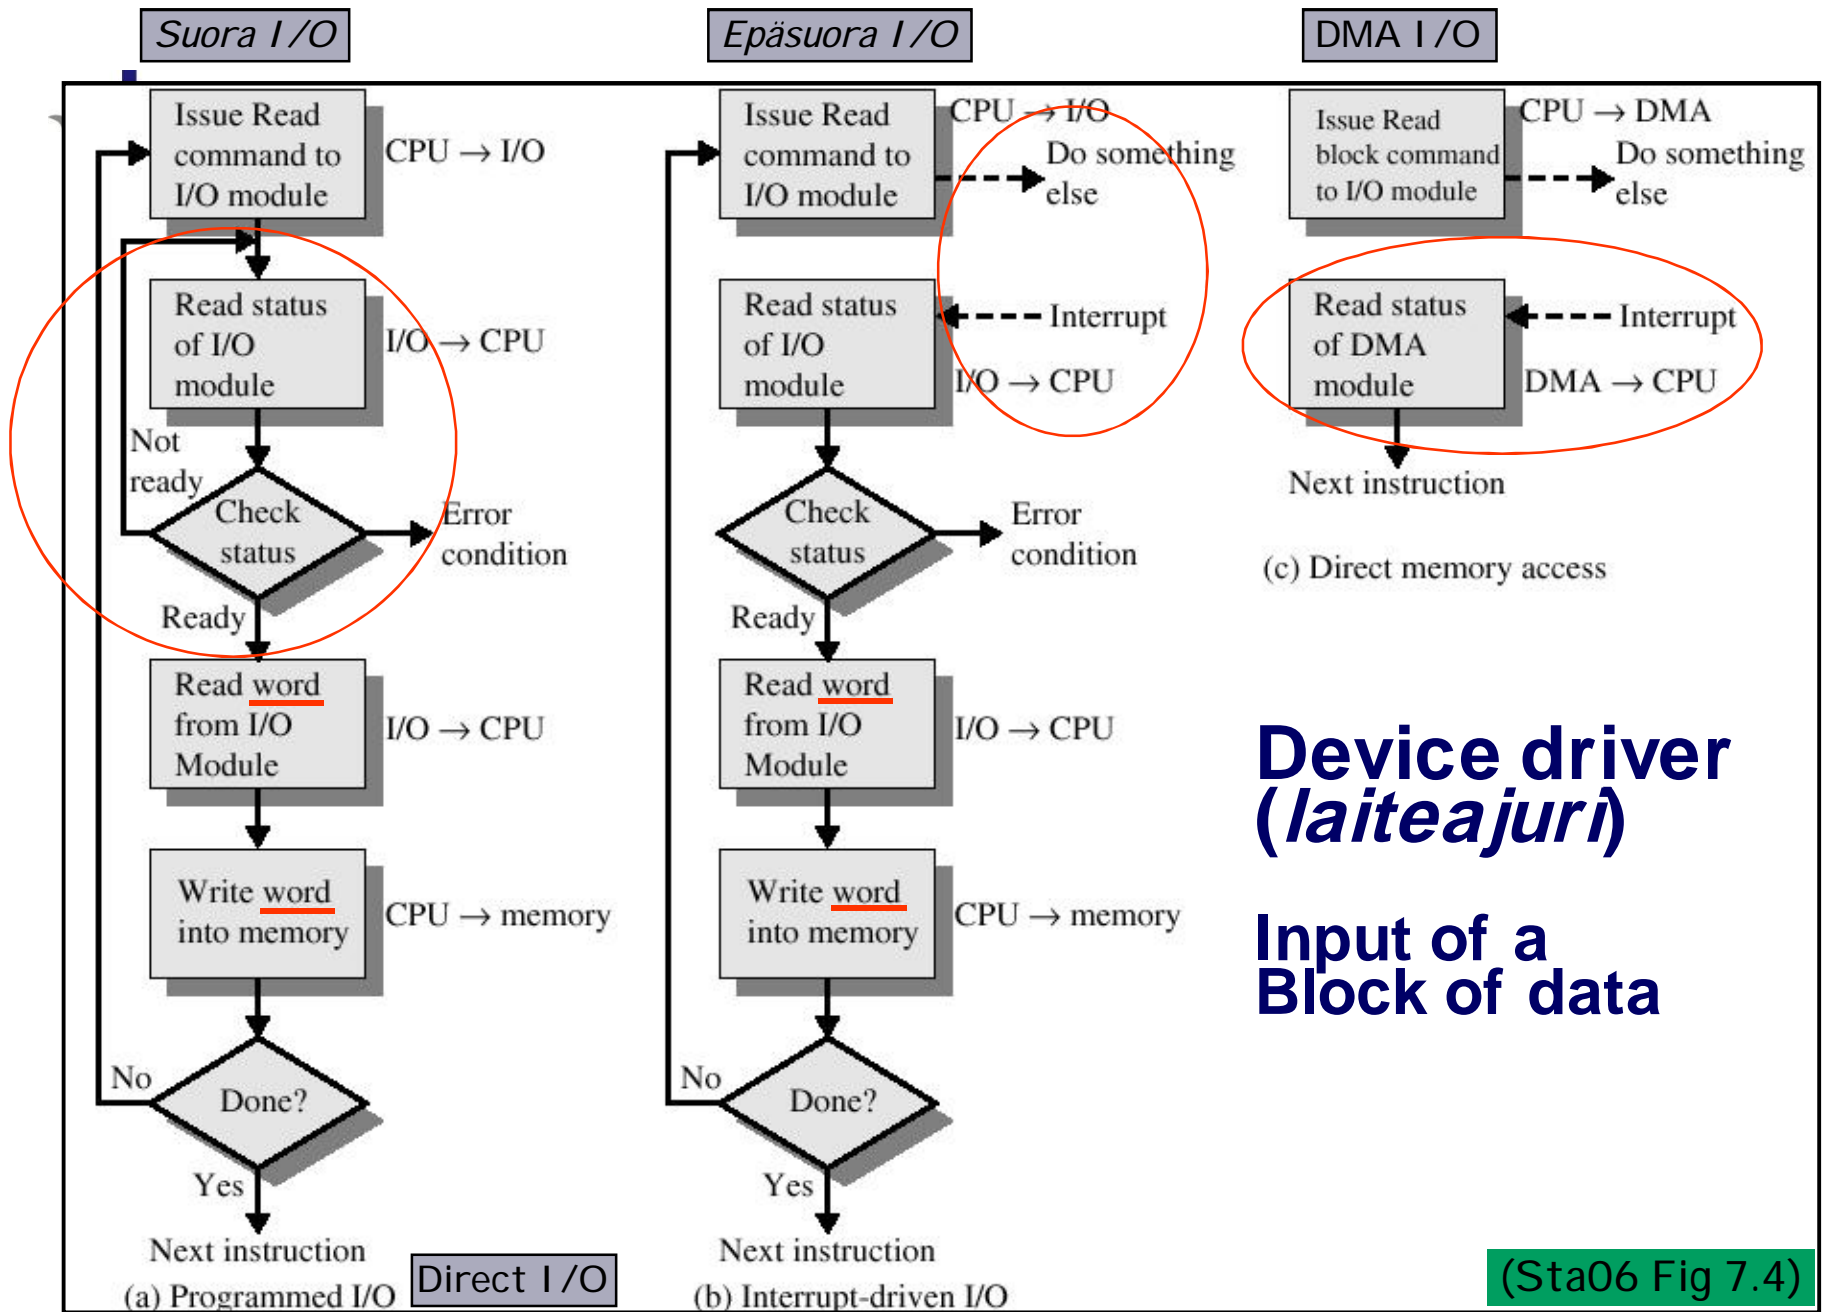 Suora I/O
Epäsuora I/O
DMA I/O
Issue Read
command to
I/O module
CPU → I/O
Read status
of I/O
module
I/O → CPU
Not
ready
Check
status
Error
condition
Ready
Read word
from I/O
Module
I/O → CPU
Write word
into memory
CPU → memory
No
Done?
Yes
Next instruction
(a) Programmed I/O
Direct I/O
Issue Read
command to
I/O module
CPU → I/O
Do something
else
Read status
of I/O
module
Interrupt
I/O → CPU
Check
status
Error
condition
Ready
Read word
from I/O
Module
I/O → CPU
Write word
into memory
CPU → memory
No
Done?
Yes
Next instruction
(b) Interrupt-driven I/O
Issue Read
block command
to I/O module
CPU → DMA
Do something
else
Read status
of DMA
module
Interrupt
DMA → CPU
Next instruction
(c) Direct memory access
Device driver
(laiteajuri)
Input of a
Block of data
(Sta06 Fig 7.4)